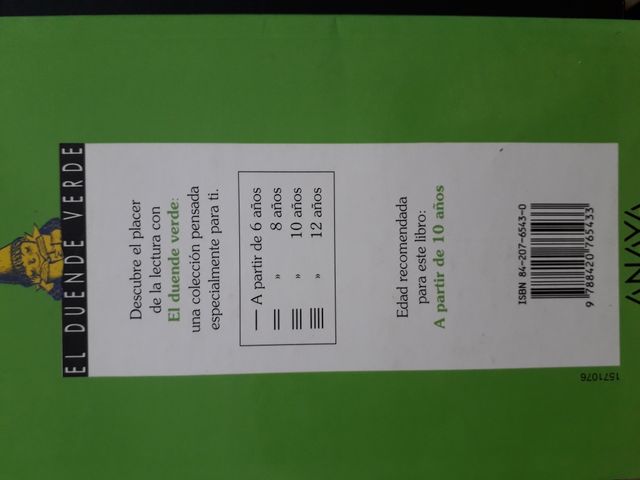 EL DUENDE VERDE
Descubre el placer
de la lectura con
El duende verde:
una colección pensada
especialmente para ti.
A partir de 6 años
» 8 años
» 10 años
» 12 años
Edad recomendada
para este libro:
A partir de 10 años
ISBN 84-207-6543-0
9 788420 765433
ANAYA
1571076